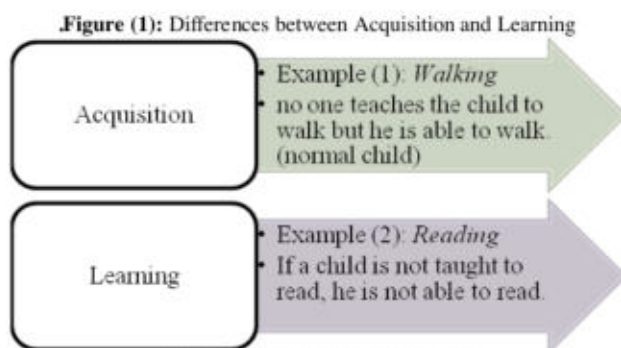 .Figure (1): Differences between Acquisition and Learning
Acquisition
• Example (1): Walking
• no one teaches the child to
walk but he is able to walk.
(normal child)
Learning
• Example (2): Reading
• If a child is not taught to
read, he is not able to read.